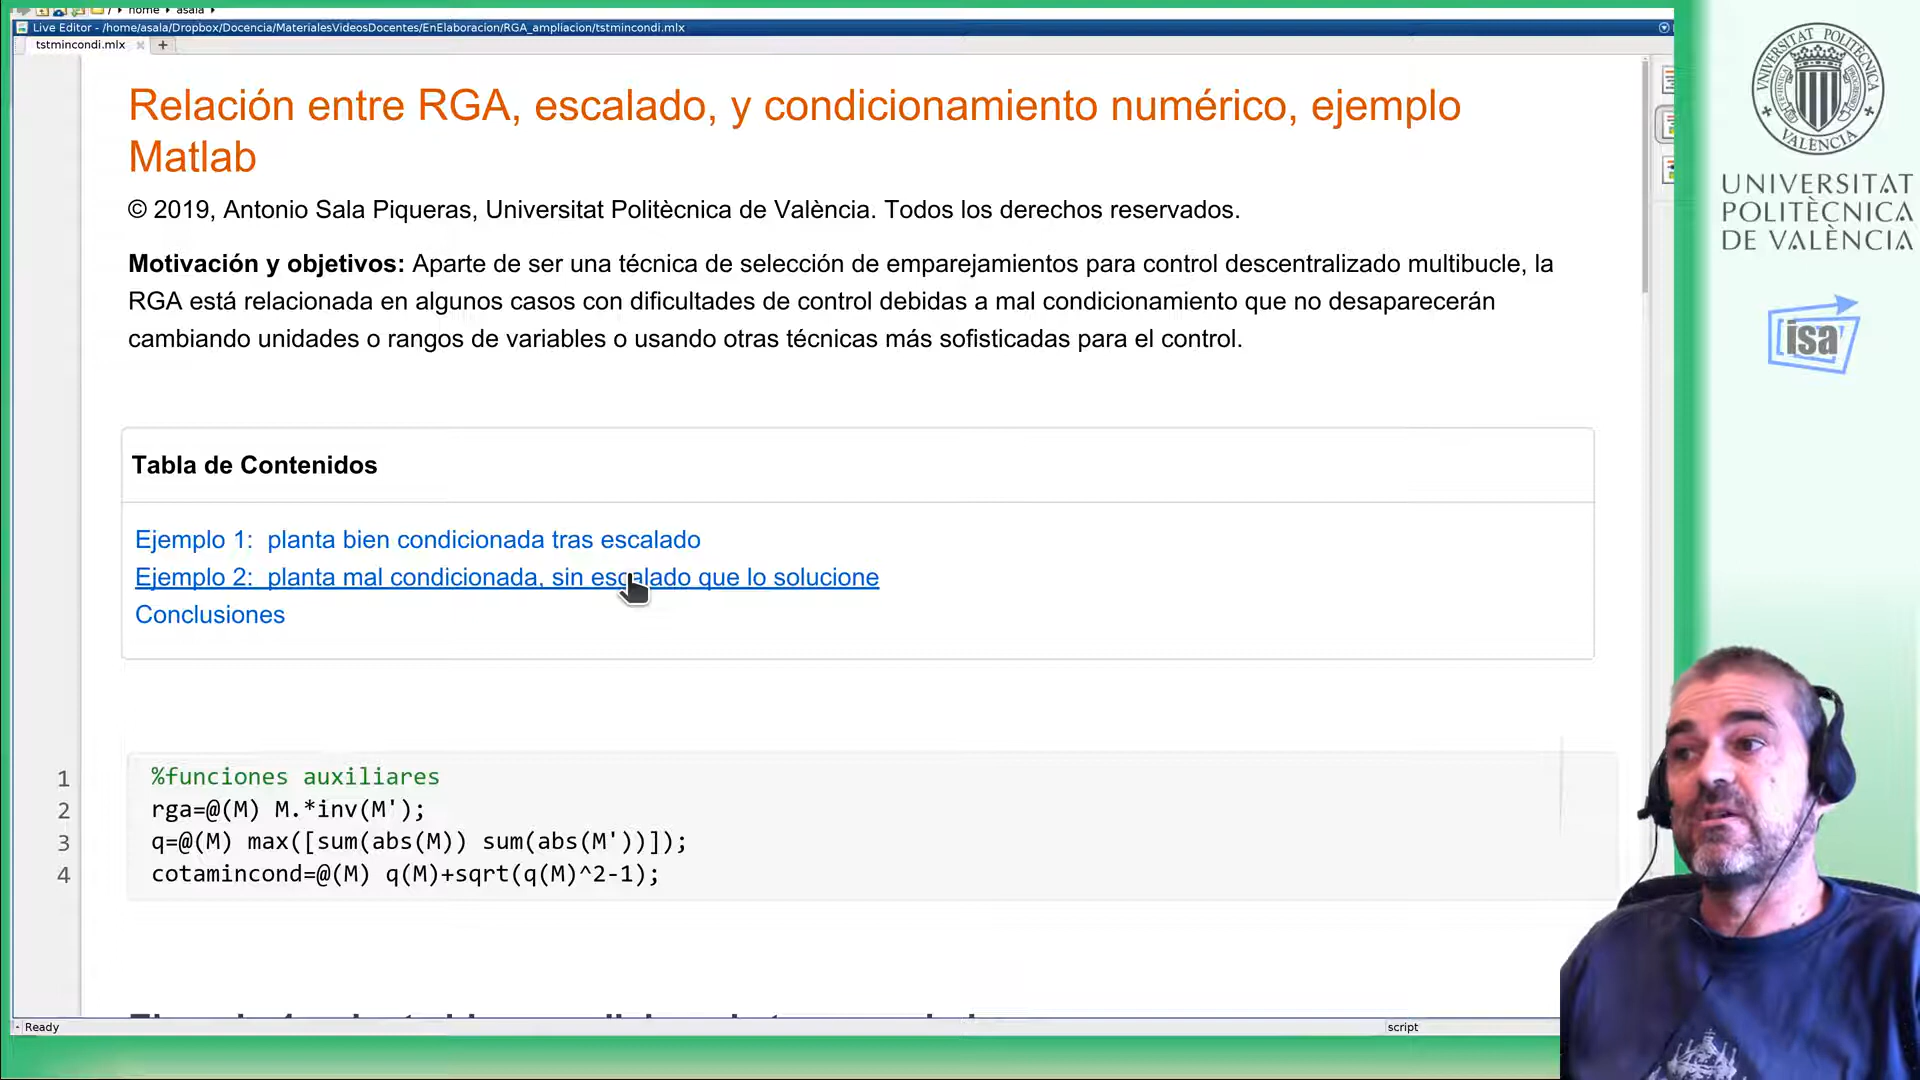 / ▸ home ▸ asala ▸
Live Editor - /home/asala/Dropbox/Docencia/MaterialesVideosDocentes/EnElaboracion/RGA_ampliacion/tstmincondi.mlx
tstmincondi.mlx × +
Relación entre RGA, escalado, y condicionamiento numérico, ejemplo
Matlab
© 2019, Antonio Sala Piqueras, Universitat Politècnica de València. Todos los derechos reservados.
Motivación y objetivos: Aparte de ser una técnica de selección de emparejamientos para control descentralizado multibucle, la
RGA está relacionada en algunos casos con dificultades de control debidas a mal condicionamiento que no desaparecerán
cambiando unidades o rangos de variables o usando otras técnicas más sofisticadas para el control.
Tabla de Contenidos
Ejemplo 1: planta bien condicionada tras escalado
Ejemplo 2: planta mal condicionada, sin escalado que lo solucione
Conclusiones
1 %funciones auxiliares
2 rga=@(M) M.*inv(M');
3 q=@(M) max([sum(abs(M)) sum(abs(M'))]);
4 cotamincond=@(M) q(M)+sqrt(q(M)^2-1);
Ready
script
UNIVERSITAT POLITÈCNICA
VALÈNCIA
UNIVERSITAT
POLITÈCNICA
DE VALÈNCIA
isa